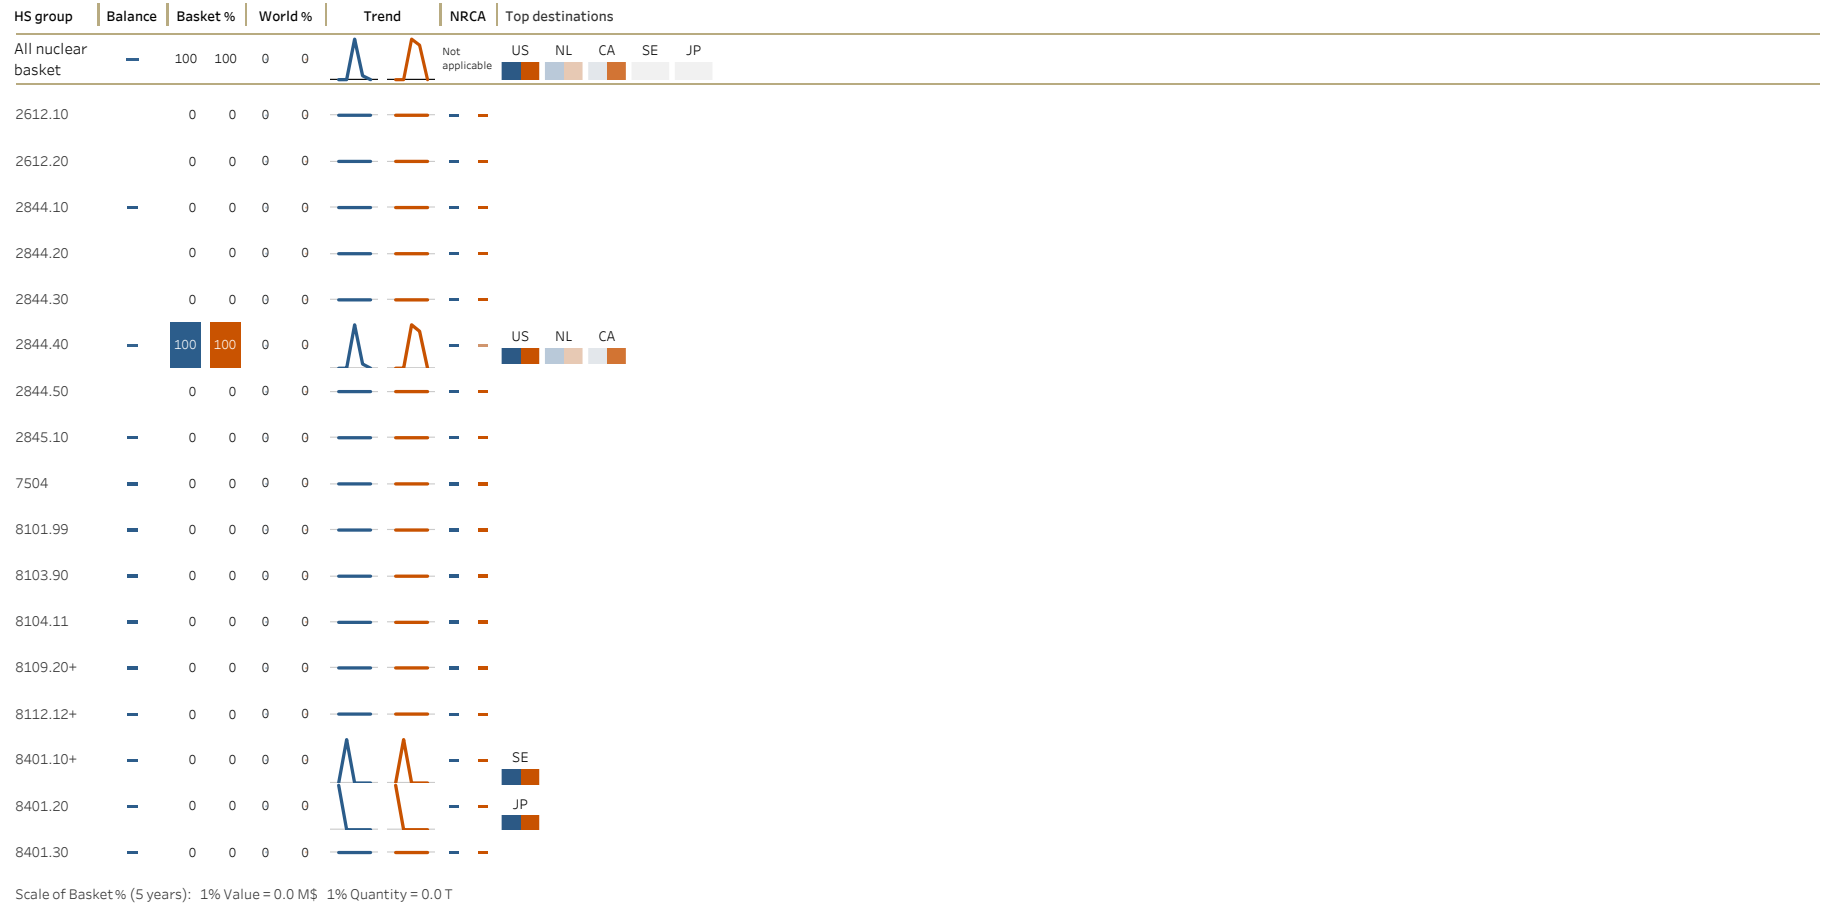 HS group Balance Basket % World % Trend NRCA Top destinations
All nuclear basket 100 100 0 0 Not applicable US NL CA SE JP
2612.10 0 0 0 0
2612.20 0 0 0 0
2844.10 0 0 0 0
2844.20 0 0 0 0
2844.30 0 0 0 0
2844.40 100 100 0 0 US NL CA
2844.50 0 0 0 0
2845.10 0 0 0 0
7504 0 0 0 0
8101.99 0 0 0 0
8103.90 0 0 0 0
8104.11 0 0 0 0
8109.20+ 0 0 0 0
8112.12+ 0 0 0 0
8401.10+ 0 0 0 0 SE
8401.20 0 0 0 0 JP
8401.30 0 0 0 0
Scale of Basket% (5 years): 1% Value = 0.0 M$ 1% Quantity = 0.0 T